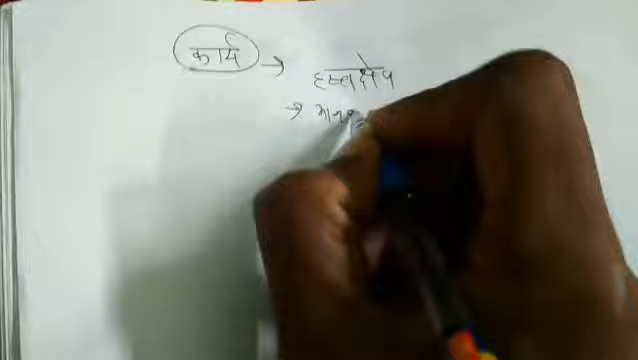 कार्य → हस्तक्षेप
→